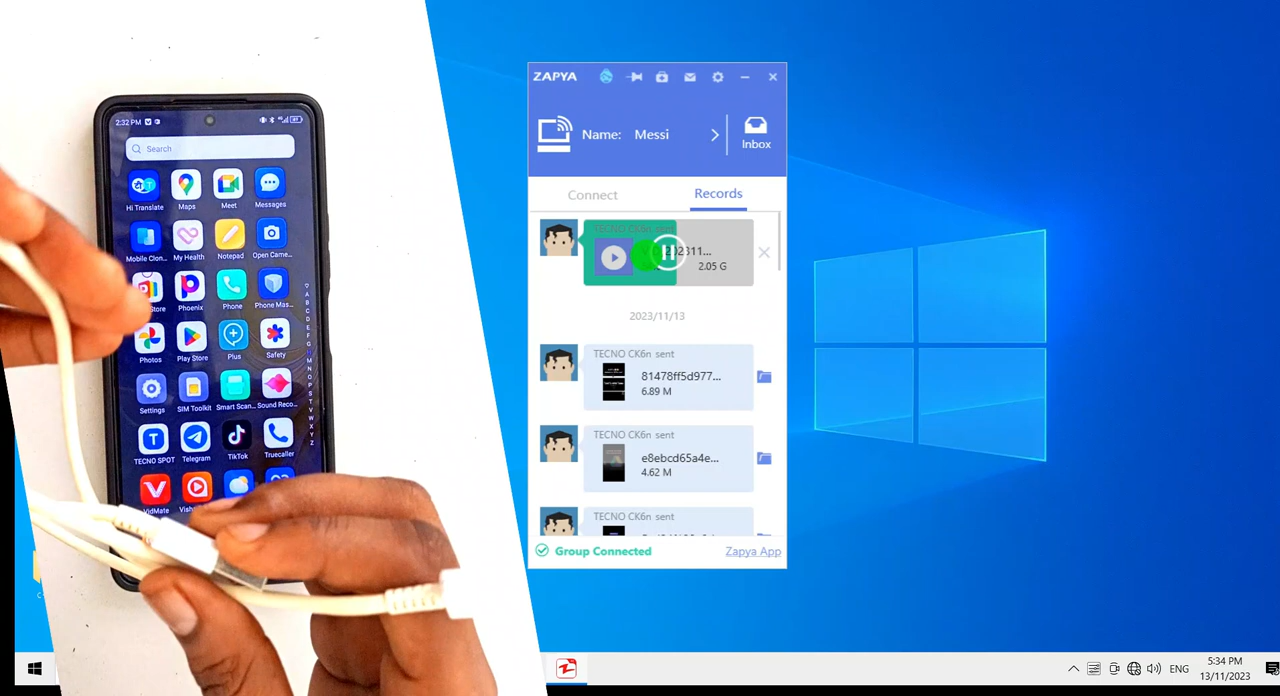 2:32 PM
Search
Hi Translate
Maps
Meet
Messages
Mobile Clon...
My Health
Notepad
Open Came...
Store
Phoenix
Phone
Phone Mas...
Photos
Play Store
Plus
Safety
Settings
SIM Toolkit
Smart Scan...
Sound Reco...
TECNO SPOT
Telegram
TikTok
Truecaller
VidMate
ZAPYA
Name: Messi
Inbox
Connect
Records
TECNO CK6n sent
202311...
2.05 G
2023/11/13
TECNO CK6n sent
81478ff5d977...
6.89 M
TECNO CK6n sent
e8ebcd65a4e...
4.62 M
TECNO CK6n sent
Group Connected
Zapya App
ENG
5:34 PM
13/11/2023